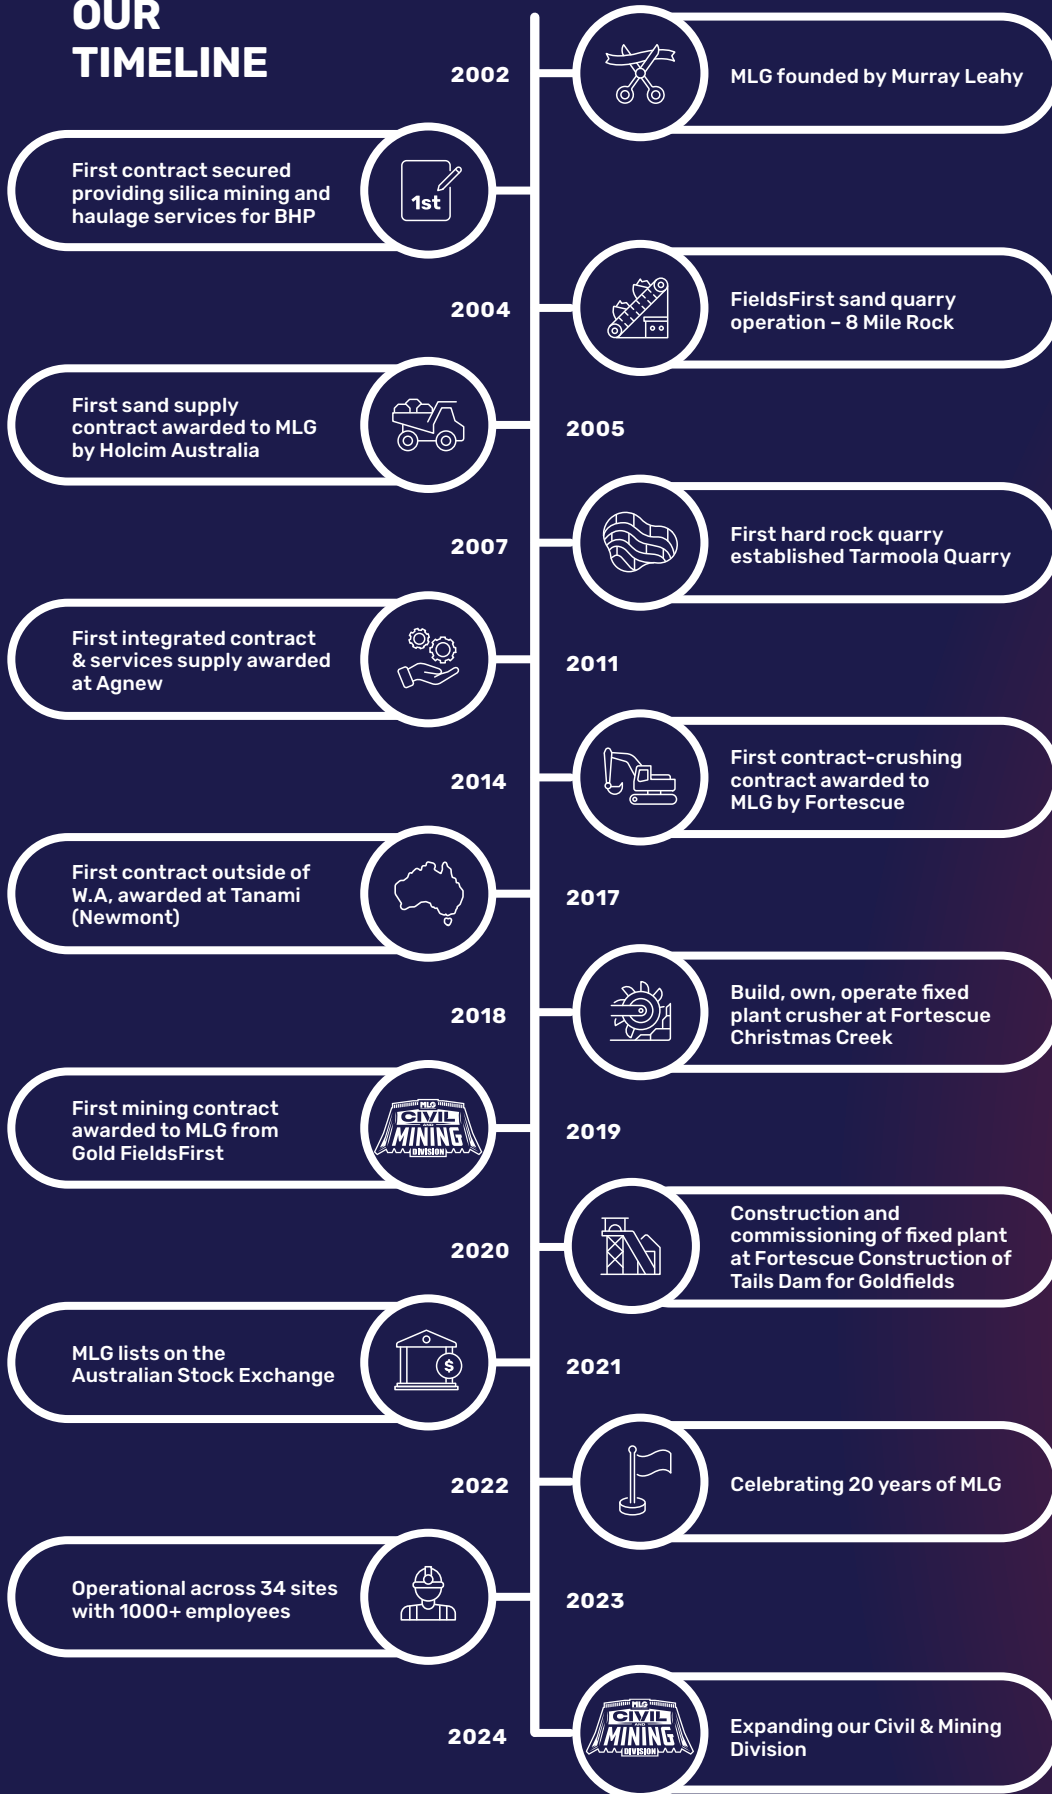 OUR
TIMELINE
2002
MLG founded by Murray Leahy
First contract secured
providing silica mining and
haulage services for BHP
1st
2004
FieldsFirst sand quarry
operation – 8 Mile Rock
First sand supply
contract awarded to MLG
by Holcim Australia
2005
2007
First hard rock quarry
established Tarmoola Quarry
First integrated contract
& services supply awarded
at Agnew
2011
2014
First contract-crushing
contract awarded to
MLG by Fortescue
First contract outside of
W.A, awarded at Tanami
(Newmont)
2017
2018
Build, own, operate fixed
plant crusher at Fortescue
Christmas Creek
First mining contract
awarded to MLG from
Gold FieldsFirst
MLG
CIVIL
AND
MINING
DIVISION
2019
2020
Construction and
commissioning of fixed plant
at Fortescue Construction of
Tails Dam for Goldfields
MLG lists on the
Australian Stock Exchange
$
2021
2022
Celebrating 20 years of MLG
Operational across 34 sites
with 1000+ employees
2023
2024
MLG
CIVIL
AND
MINING
DIVISION
Expanding our Civil & Mining
Division